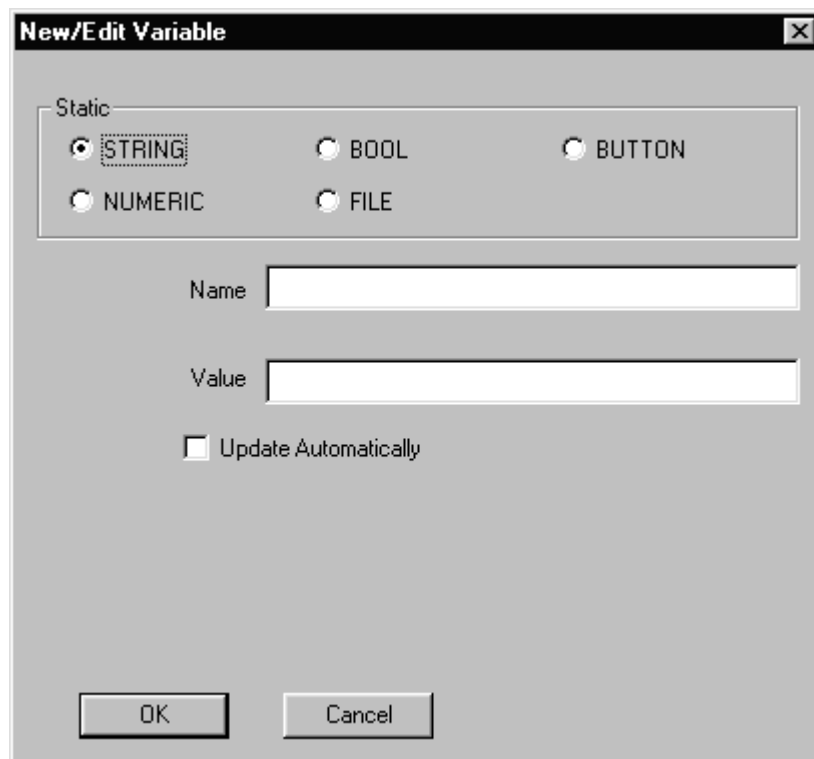 New/Edit Variable
Static
STRING BOOL BUTTON
NUMERIC FILE
Name
Value
Update Automatically
OK Cancel